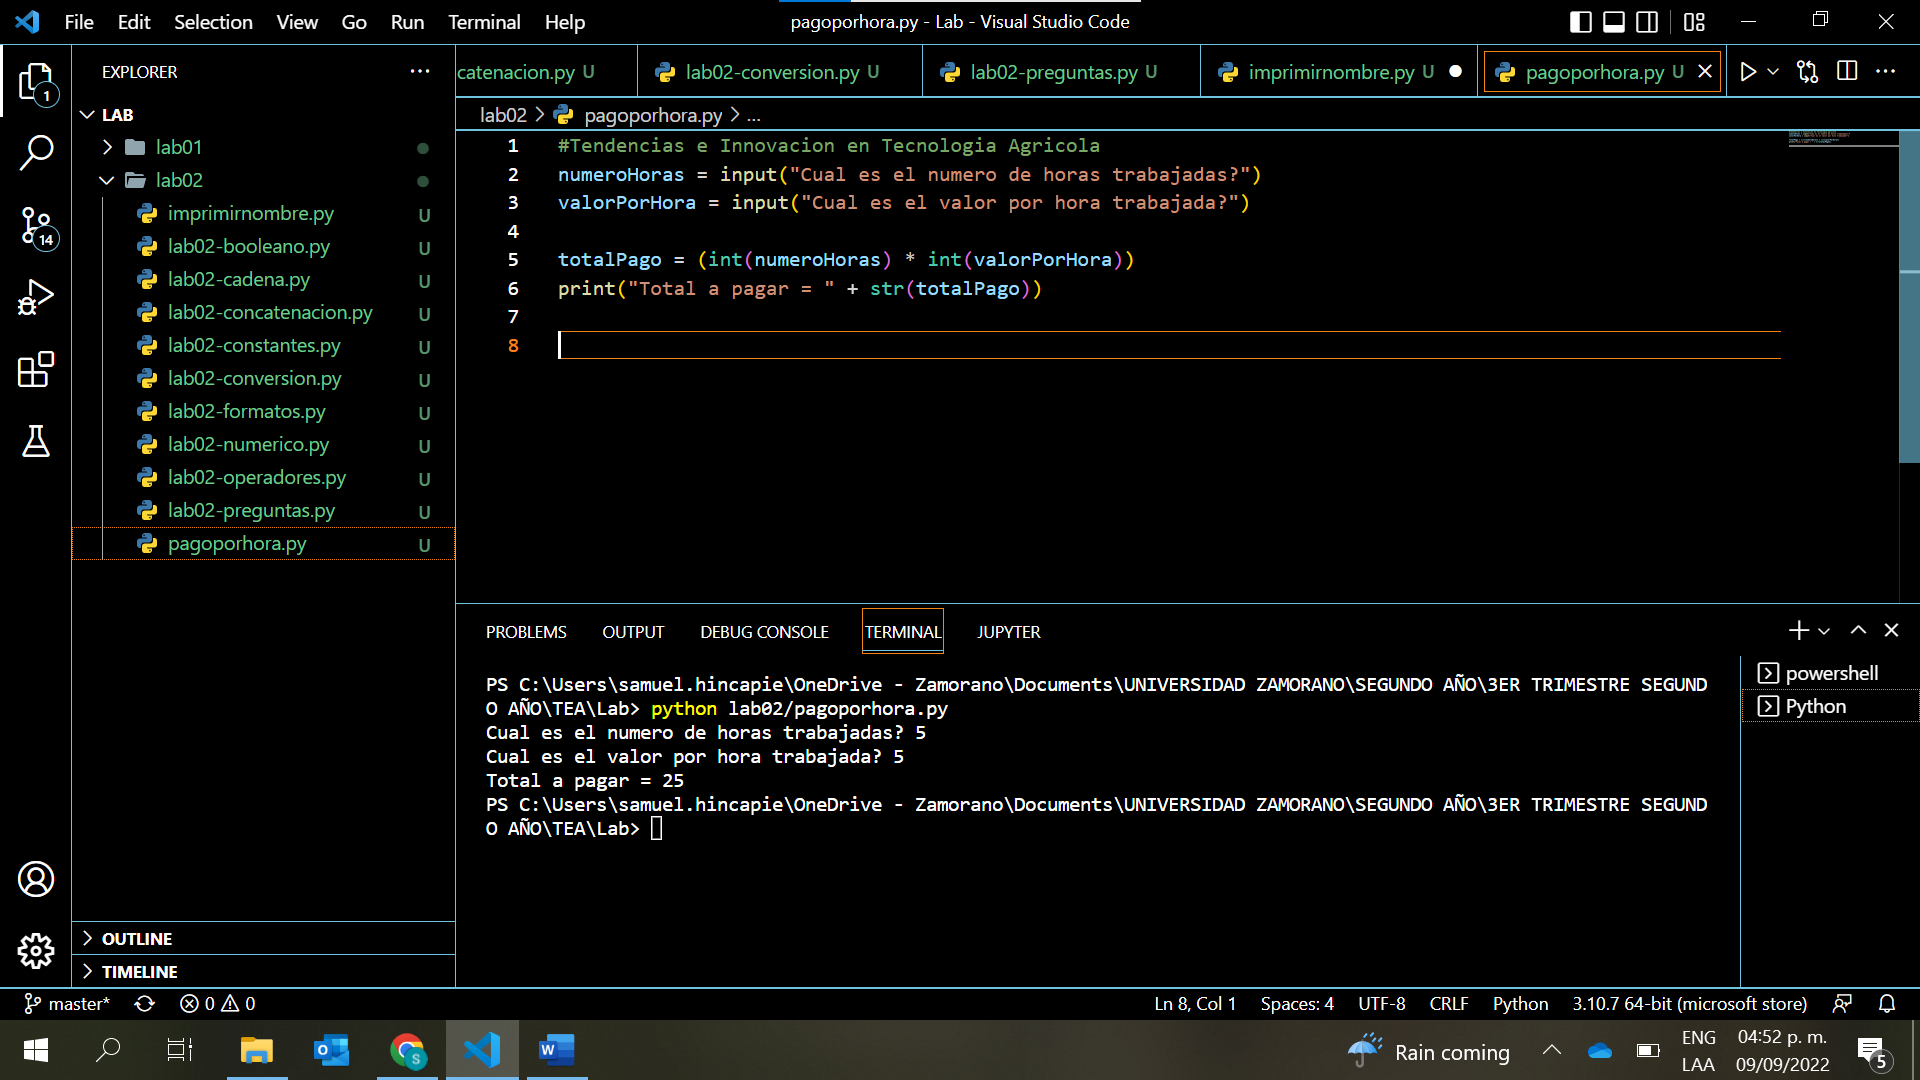 File Edit Selection View Go Run Terminal Help
pagoporhora.py - Lab - Visual Studio Code
EXPLORER
catenacion.py U
lab02-conversion.py U
lab02-preguntas.py U
imprimirnombre.py U
pagoporhora.py U
1
14
LAB
lab01
lab02
imprimirnombre.py U
lab02-booleano.py U
lab02-cadena.py U
lab02-concatenacion.py U
lab02-constantes.py U
lab02-conversion.py U
lab02-formatos.py U
lab02-numerico.py U
lab02-operadores.py U
lab02-preguntas.py U
pagoporhora.py U
OUTLINE
TIMELINE
lab02 > pagoporhora.py > ...
1 #Tendencias e Innovacion en Tecnologia Agricola
2 numeroHoras = input("Cual es el numero de horas trabajadas?")
3 valorPorHora = input("Cual es el valor por hora trabajada?")
4
5 totalPago = (int(numeroHoras) * int(valorPorHora))
6 print("Total a pagar = " + str(totalPago))
7
8
PROBLEMS OUTPUT DEBUG CONSOLE TERMINAL JUPYTER
PS C:\Users\samuel.hincapie\OneDrive - Zamorano\Documents\UNIVERSIDAD ZAMORANO\SEGUNDO AÑO\3ER TRIMESTRE SEGUND
O AÑO\TEA\Lab> python lab02/pagoporhora.py
Cual es el numero de horas trabajadas? 5
Cual es el valor por hora trabajada? 5
Total a pagar = 25
PS C:\Users\samuel.hincapie\OneDrive - Zamorano\Documents\UNIVERSIDAD ZAMORANO\SEGUNDO AÑO\3ER TRIMESTRE SEGUND
O AÑO\TEA\Lab>
powershell
Python
master* 0 0 Ln 8, Col 1 Spaces: 4 UTF-8 CRLF Python 3.10.7 64-bit (microsoft store)
Rain coming
ENG
LAA
04:52 p. m.
09/09/2022
5